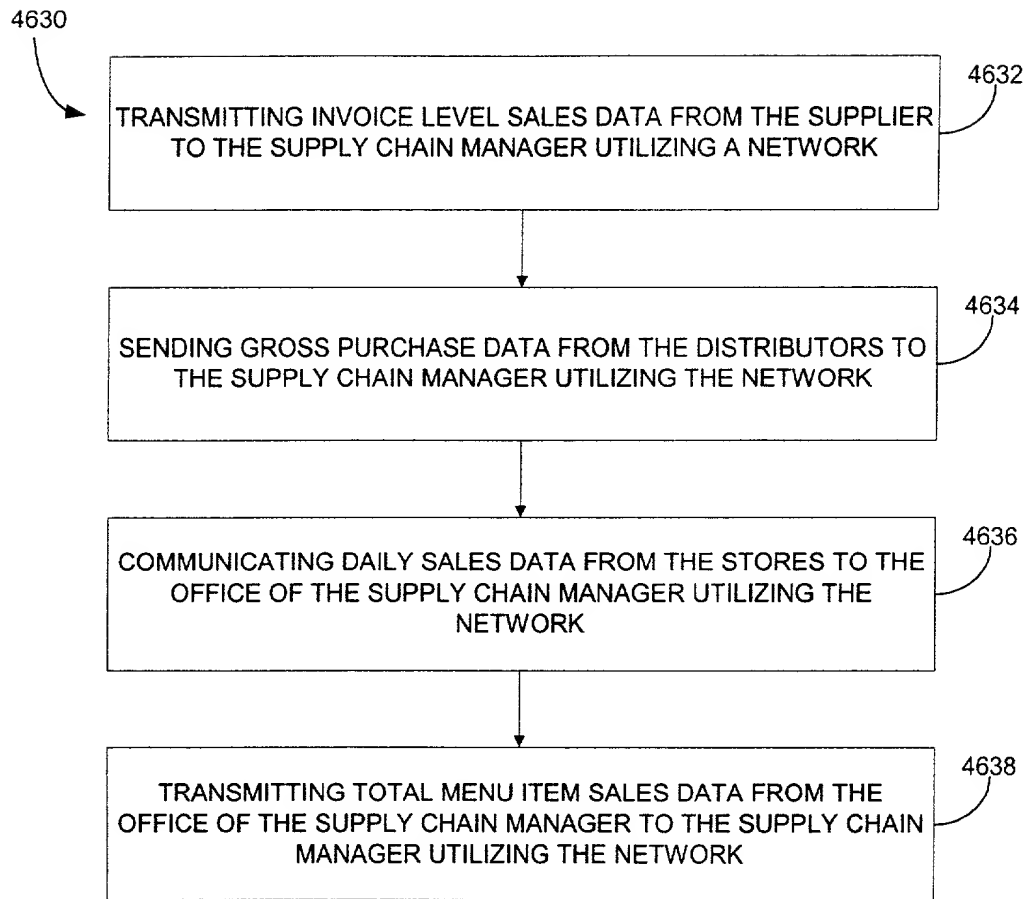 4630
4632
TRANSMITTING INVOICE LEVEL SALES DATA FROM THE SUPPLIER
TO THE SUPPLY CHAIN MANAGER UTILIZING A NETWORK
4634
SENDING GROSS PURCHASE DATA FROM THE DISTRIBUTORS TO
THE SUPPLY CHAIN MANAGER UTILIZING THE NETWORK
4636
COMMUNICATING DAILY SALES DATA FROM THE STORES TO THE
OFFICE OF THE SUPPLY CHAIN MANAGER UTILIZING THE
NETWORK
4638
TRANSMITTING TOTAL MENU ITEM SALES DATA FROM THE
OFFICE OF THE SUPPLY CHAIN MANAGER TO THE SUPPLY CHAIN
MANAGER UTILIZING THE NETWORK